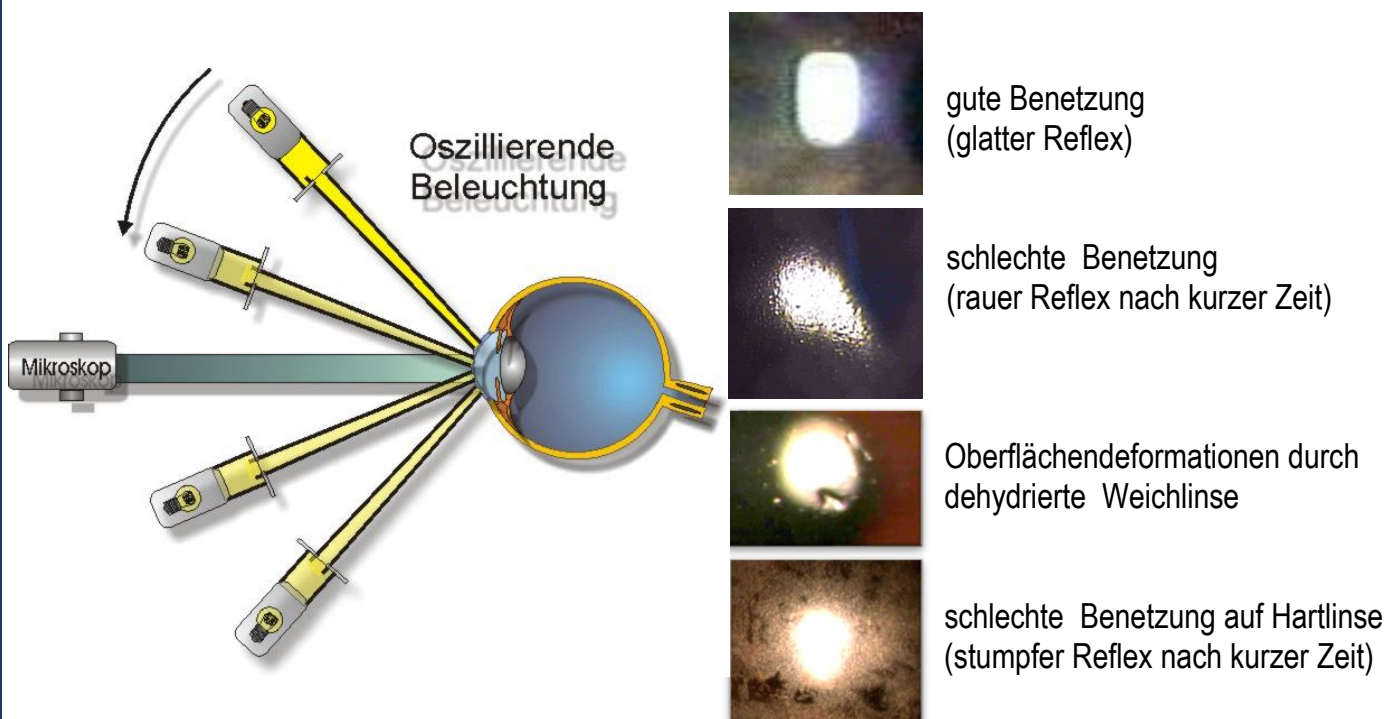 Oszillierende
Beleuchtung
Mikroskop
gute Benetzung
(glatter Reflex)
schlechte Benetzung
(rauer Reflex nach kurzer Zeit)
Oberflächendeformationen durch
dehydrierte Weichlinse
schlechte Benetzung auf Hartlinse
(stumpfer Reflex nach kurzer Zeit)